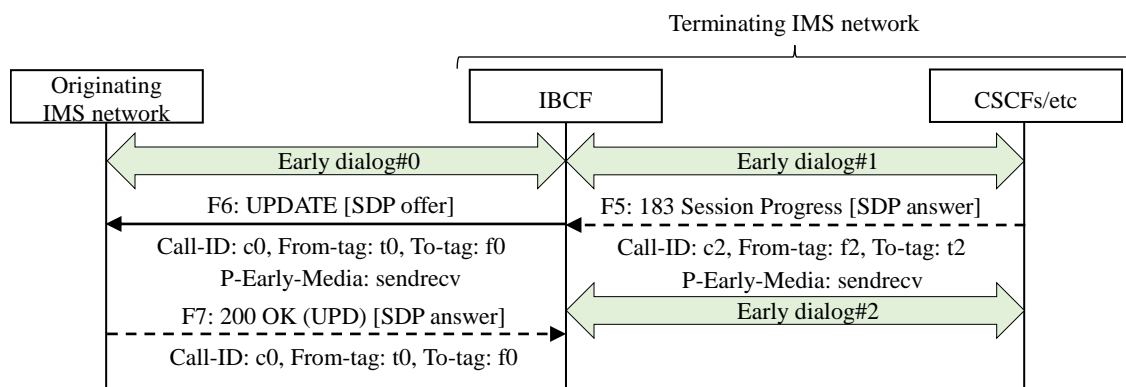 Terminating IMS network
Originating
IMS network
IBCF
CSCFs/etc
Early dialog#0
Early dialog#1
F6: UPDATE [SDP offer]
F5: 183 Session Progress [SDP answer]
Call-ID: c0, From-tag: t0, To-tag: f0
Call-ID: c2, From-tag: f2, To-tag: t2
P-Early-Media: sendrecv
P-Early-Media: sendrecv
Early dialog#2
F7: 200 OK (UPD) [SDP answer]
Call-ID: c0, From-tag: t0, To-tag: f0